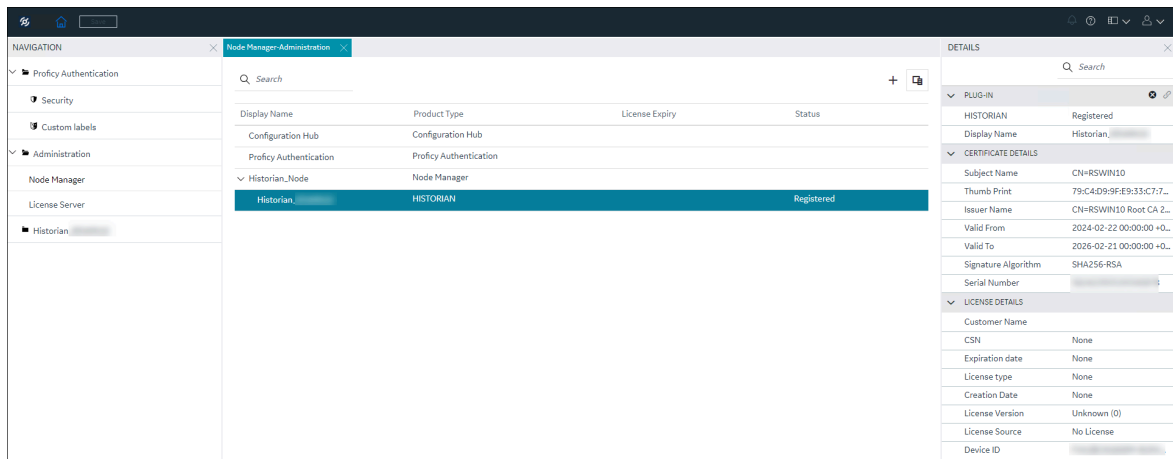 Save
NAVIGATION
Proficy Authentication
Security
Custom labels
Administration
Node Manager
License Server
Historian
Node Manager-Administration
Search
Display Name Product Type License Expiry Status
Configuration Hub Configuration Hub
Proficy Authentication Proficy Authentication
Historian_Node Node Manager
Historian_ HISTORIAN Registered
DETAILS
Search
PLUG-IN
HISTORIAN Registered
Display Name Historian_
CERTIFICATE DETAILS
Subject Name CN=RSWIN10
Thumb Print 79:C4:D9:9F:E9:33:C7:7...
Issuer Name CN=RSWIN10 Root CA 2...
Valid From 2024-02-22 00:00:00 +0...
Valid To 2026-02-21 00:00:00 +0...
Signature Algorithm SHA256-RSA
Serial Number
LICENSE DETAILS
Customer Name
CSN None
Expiration date None
License type None
Creation Date None
License Version Unknown (0)
License Source No License
Device ID